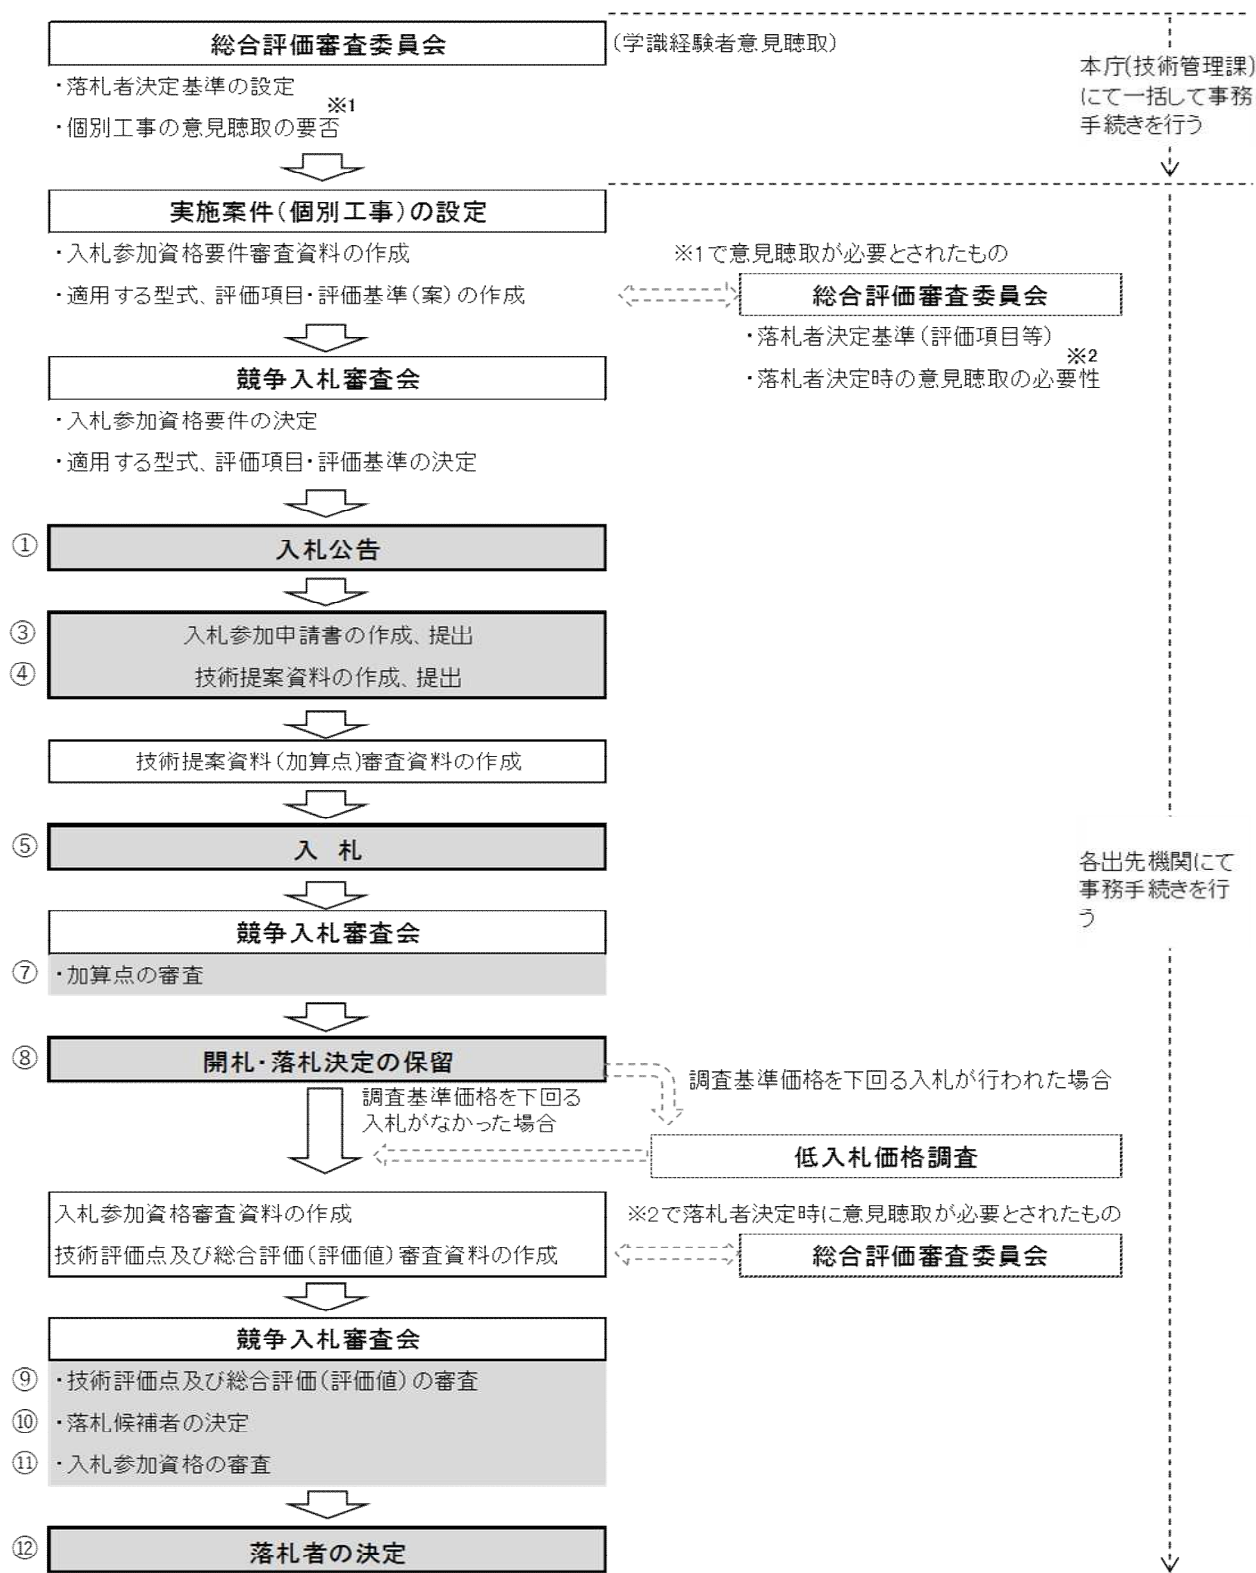 総合評価審査委員会
(学識経験者意見聴取)
・落札者決定基準の設定
※1
・個別工事の意見聴取の要否
本庁(技術管理課)
にて一括して事務
手続きを行う
実施案件(個別工事)の設定
・入札参加資格要件審査資料の作成
・適用する型式、評価項目・評価基準(案)の作成
※1で意見聴取が必要とされたもの
総合評価審査委員会
・落札者決定基準(評価項目等)
※2
・落札者決定時の意見聴取の必要性
競争入札審査会
・入札参加資格要件の決定
・適用する型式、評価項目・評価基準の決定
① 入札公告
③ 入札参加申請書の作成、提出
④ 技術提案資料の作成、提出
技術提案資料(加算点)審査資料の作成
⑤ 入 札
各出先機関にて
事務手続きを行
う
競争入札審査会
⑦ ・加算点の審査
⑧ 開札・落札決定の保留
調査基準価格を下回る
入札がなかった場合
調査基準価格を下回る入札が行われた場合
低入札価格調査
入札参加資格審査資料の作成
技術評価点及び総合評価(評価値)審査資料の作成
※2で落札者決定時に意見聴取が必要とされたもの
総合評価審査委員会
競争入札審査会
⑨ ・技術評価点及び総合評価(評価値)の審査
⑩ ・落札候補者の決定
⑪ ・入札参加資格の審査
⑫ 落札者の決定